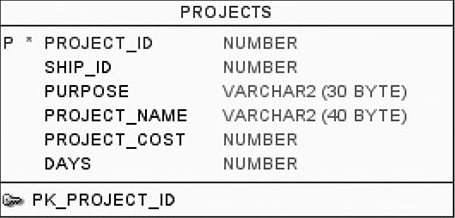 PROJECTS
P * PROJECT_ID NUMBER
SHIP_ID NUMBER
PURPOSE VARCHAR2 (30 BYTE)
PROJECT_NAME VARCHAR2 (40 BYTE)
PROJECT_COST NUMBER
DAYS NUMBER
PK_PROJECT_ID